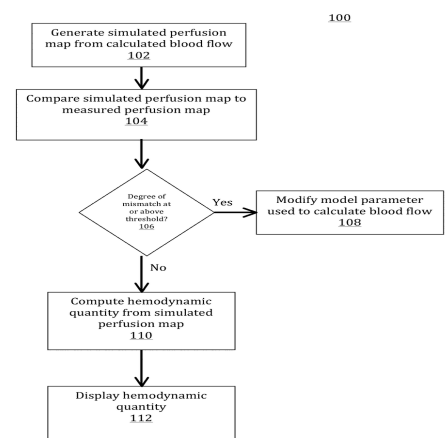 100
Generate simulated perfusion
map from calculated blood flow
102
Compare simulated perfusion map to
measured perfusion map
104
Degree of
mismatch at
or above
threshold?
106
Yes
Modify model parameter
used to calculate blood flow
108
No
Compute hemodynamic
quantity from simulated
perfusion map
110
Display hemodynamic
quantity
112